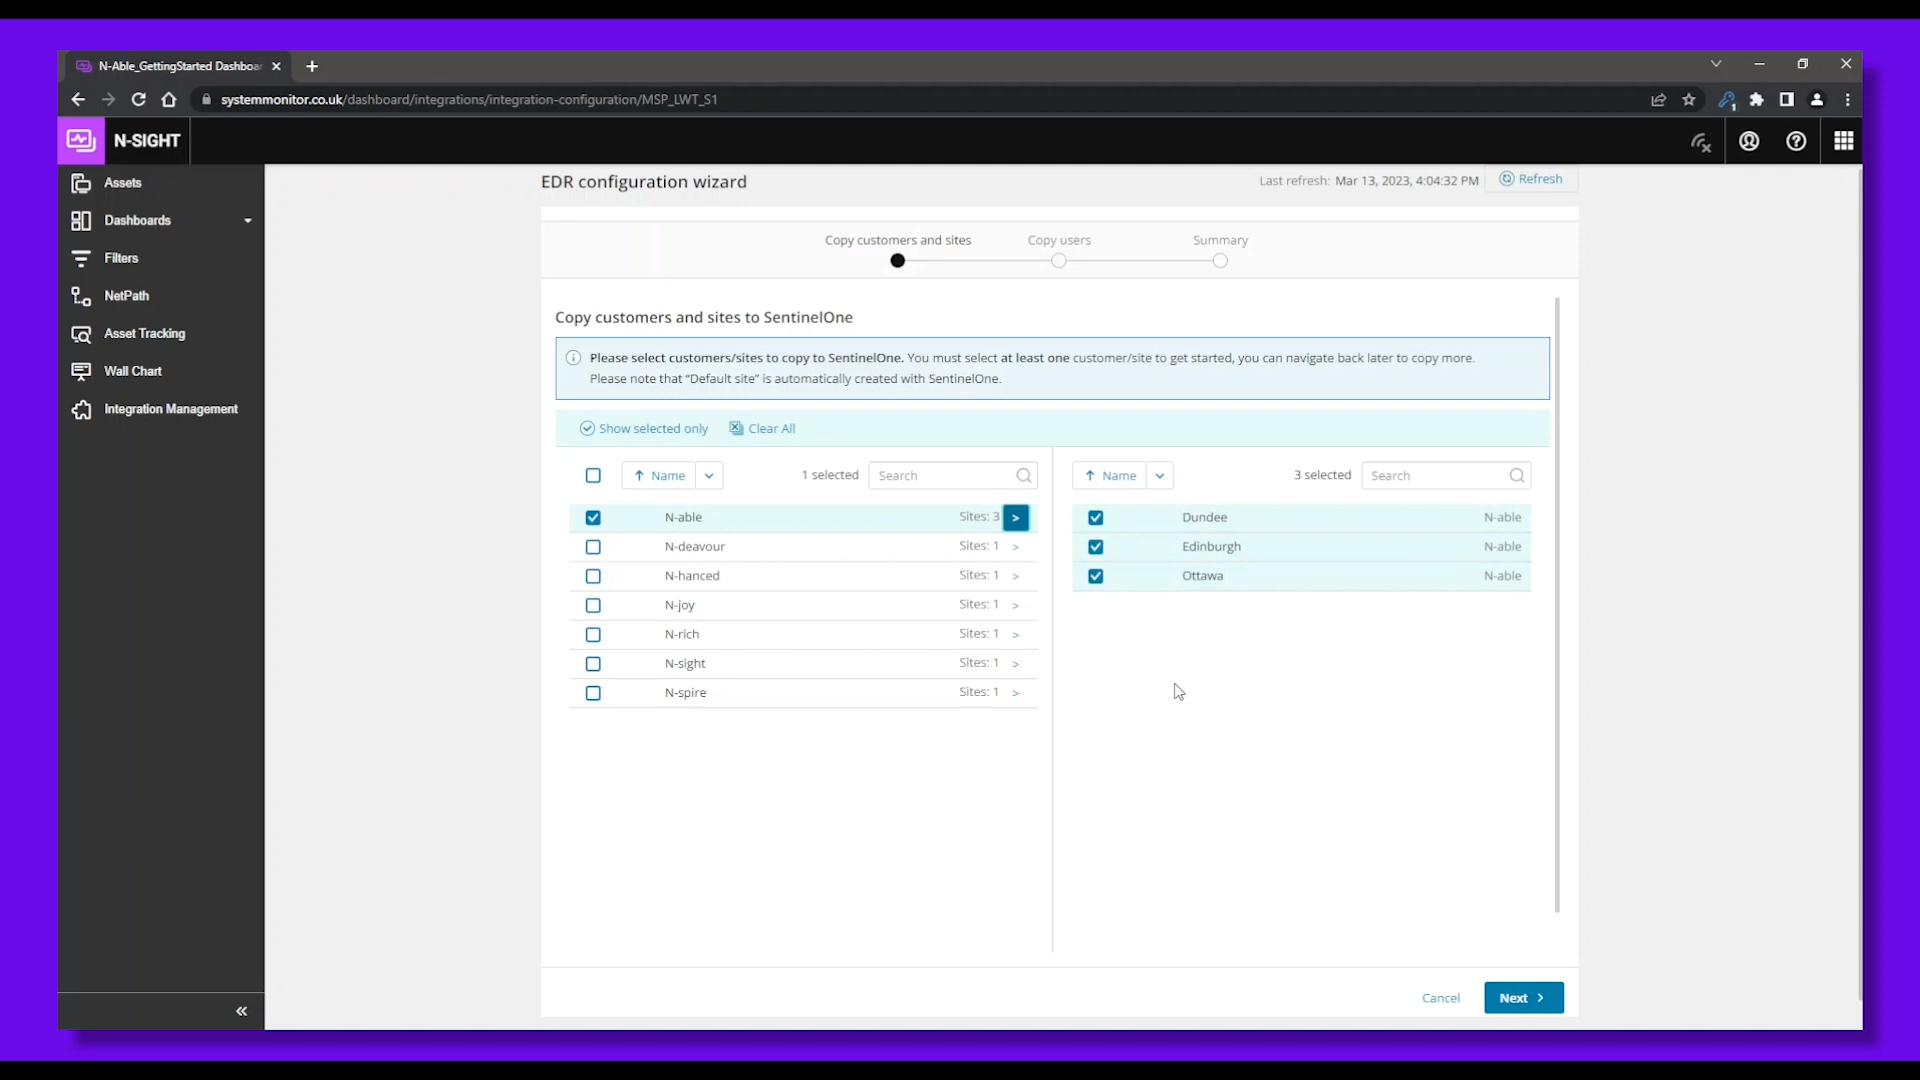 N-Able_GettingStarted Dashboa
systemmonitor.co.uk/dashboard/integrations/integration-configuration/MSP_LWT_S1
N-SIGHT
Assets
Dashboards
Filters
NetPath
Asset Tracking
Wall Chart
Integration Management
EDR configuration wizard
Last refresh: Mar 13, 2023, 4:04:32 PM
Refresh
Copy customers and sites
Copy users
Summary
Copy customers and sites to SentinelOne
Please select customers/sites to copy to SentinelOne. You must select at least one customer/site to get started, you can navigate back later to copy more.
Please note that “Default site” is automatically created with SentinelOne.
Show selected only
Clear All
Name
1 selected
Search
N-able Sites: 3 >
N-deavour Sites: 1 >
N-hanced Sites: 1 >
N-joy Sites: 1 >
N-rich Sites: 1 >
N-sight Sites: 1 >
N-spire Sites: 1 >
Name
3 selected
Search
Dundee N-able
Edinburgh N-able
Ottawa N-able
Cancel
Next >
«